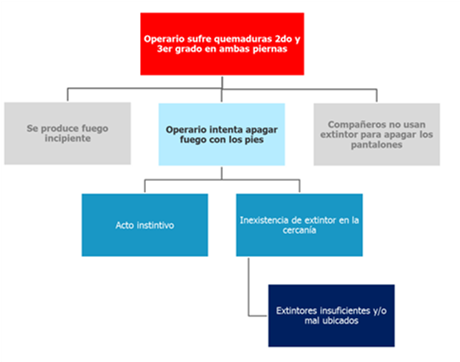 Operario sufre quemaduras 2do y
3er grado en ambas piernas
Se produce fuego
incipiente
Operario intenta apagar
fuego con los pies
Compañeros no usan
extintor para apagar los
pantalones
Acto instintivo
Inexistencia de extintor en la
cercanía
Extintores insuficientes y/o
mal ubicados